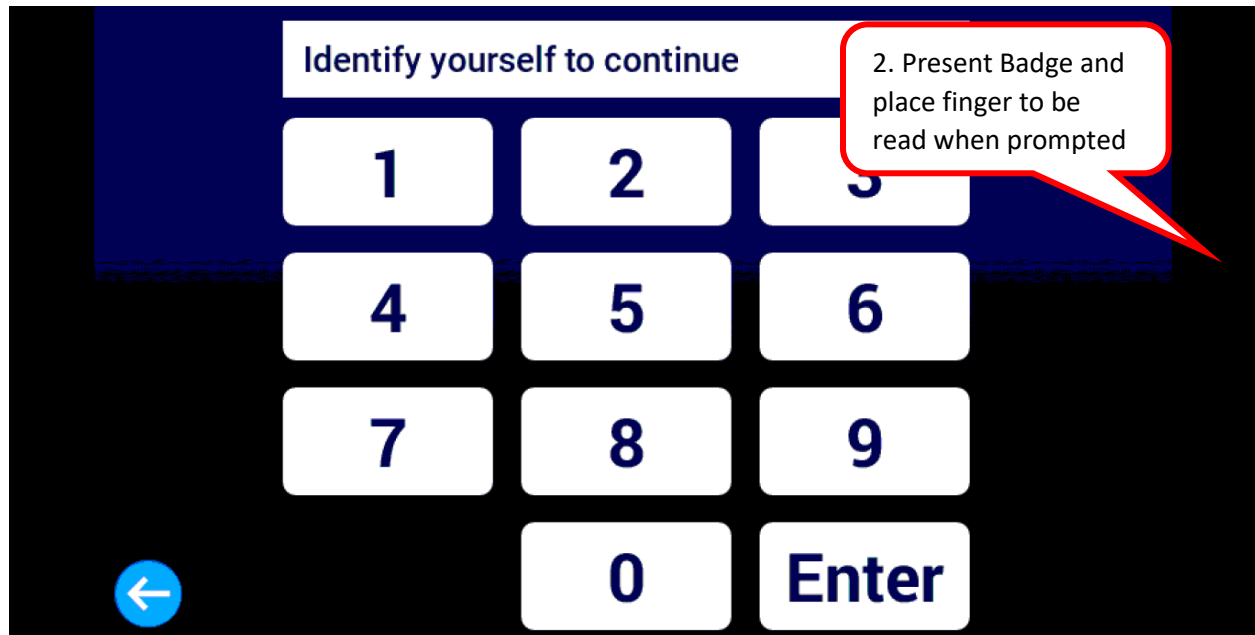 Identify yourself to continue
2. Present Badge and
place finger to be
read when prompted
1 2 3
4 5 6
7 8 9
0 Enter